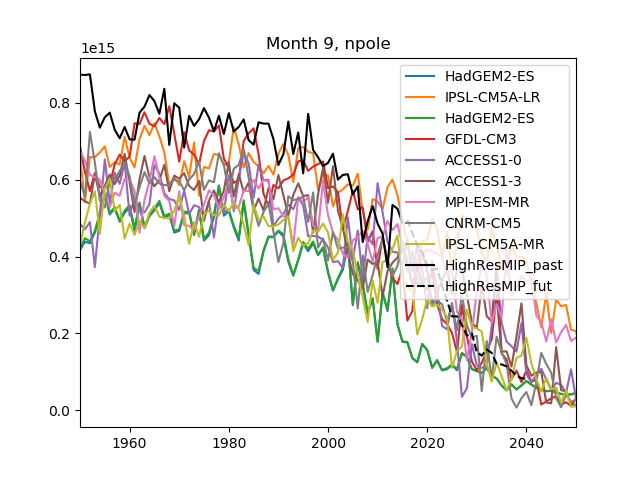 Month 9, npole
1e15
0.8
0.6
0.4
0.2
0.0
1960
1980
2000
2020
2040
HadGEM2-ES
IPSL-CM5A-LR
HadGEM2-ES
GFDL-CM3
ACCESS1-0
ACCESS1-3
MPI-ESM-MR
CNRM-CM5
IPSL-CM5A-MR
HighResMIP_past
HighResMIP_fut